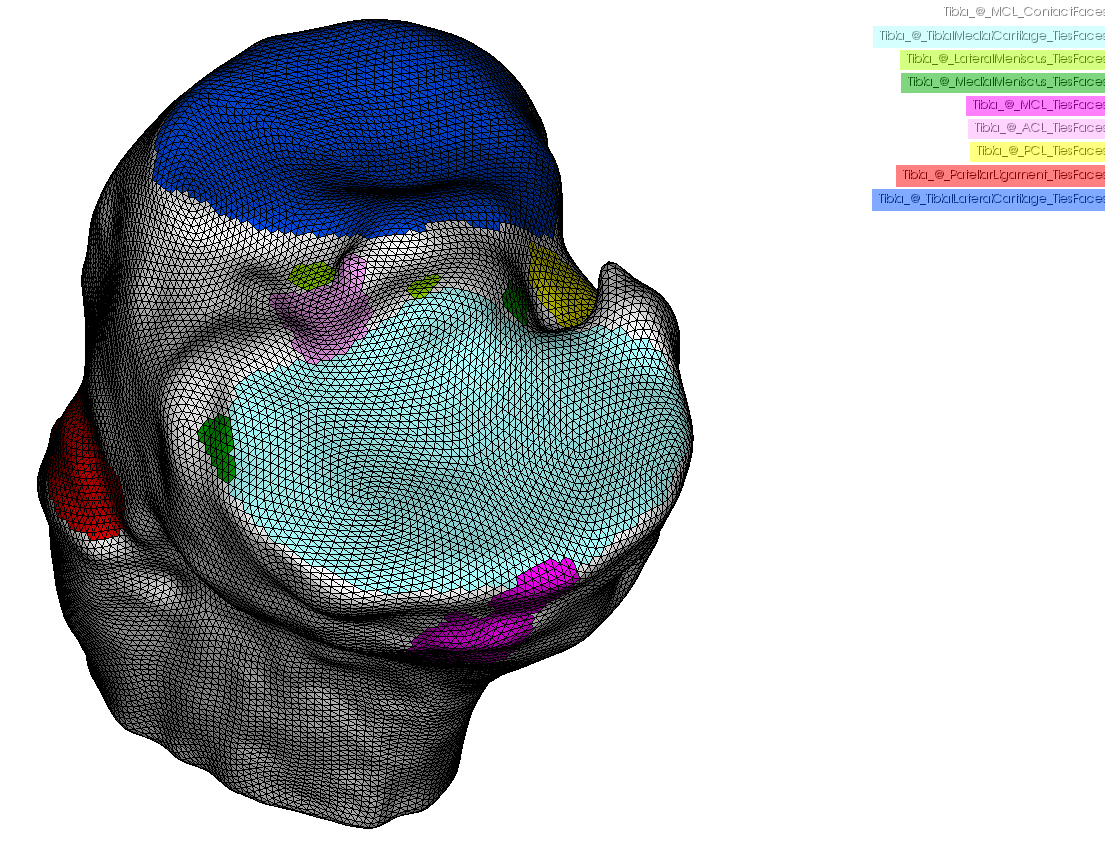 Tibia_@_MCL_ContactFaces
Tibia_@_TibialMedialCartilage_TiesFaces
Tibia_@_LateralMeniscus_TiesFaces
Tibia_@_MedialMeniscus_TiesFaces
Tibia_@_MCL_TiesFaces
Tibia_@_ACL_TiesFaces
Tibia_@_PCL_TiesFaces
Tibia_@_PatellarLigament_TiesFaces
Tibia_@_TibialLateralCartilage_TiesFaces